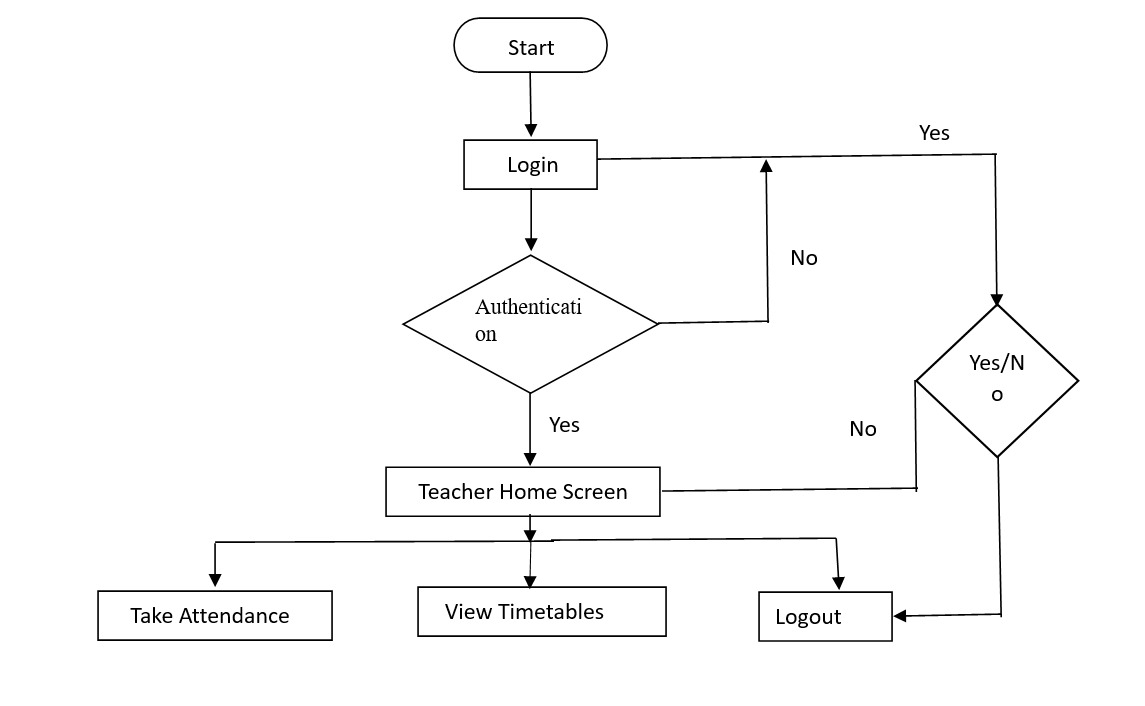 Start
Yes
Login
No
Authenticati
on
Yes/N
o
Yes
No
Teacher Home Screen
Take Attendance
View Timetables
Logout